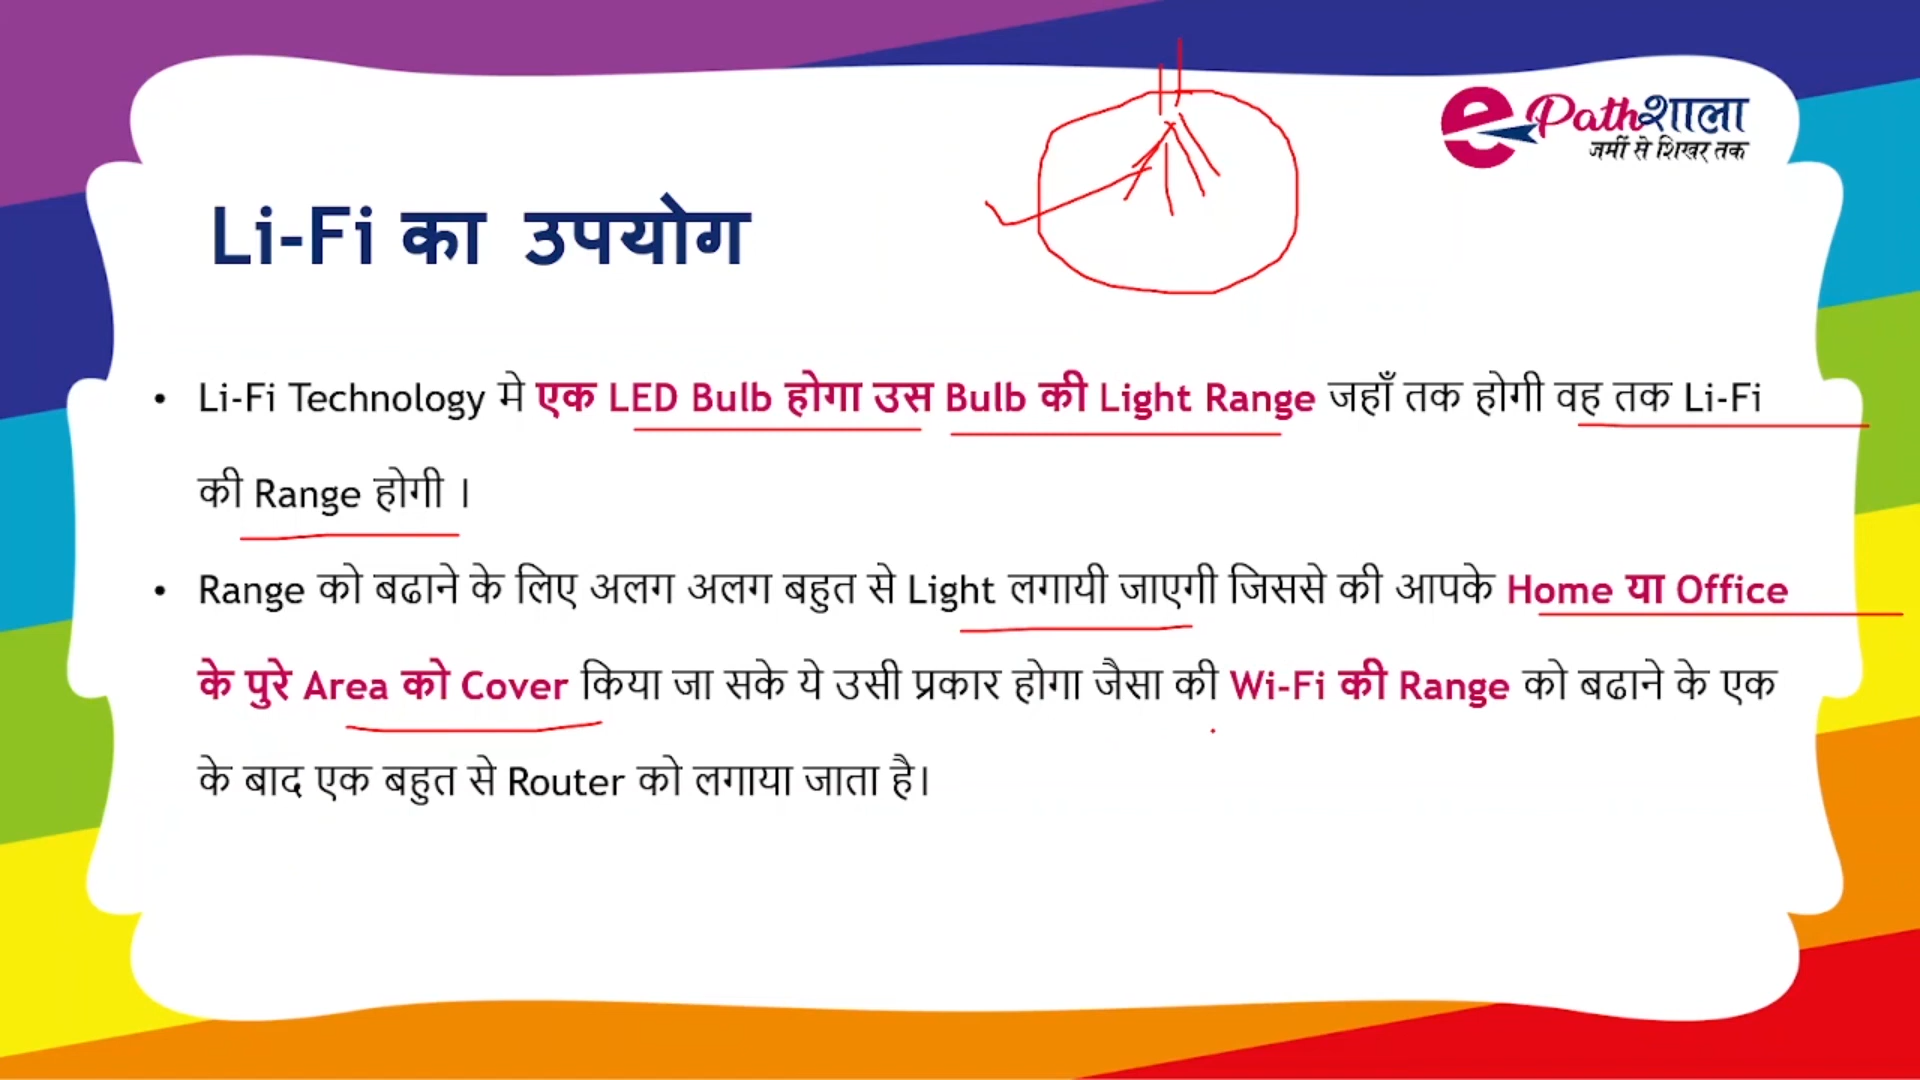 ePathशाला
जमीं से शिखर तक
Li-Fi का उपयोग
• Li-Fi Technology मे एक LED Bulb होगा उस Bulb की Light Range जहाँ तक होगी वह तक Li-Fi
की Range होगी ।
• Range को बढाने के लिए अलग अलग बहुत से Light लगायी जाएगी जिससे की आपके Home या Office
के पुरे Area को Cover किया जा सके ये उसी प्रकार होगा जैसा की Wi-Fi की Range को बढाने के एक
के बाद एक बहुत से Router को लगाया जाता है।